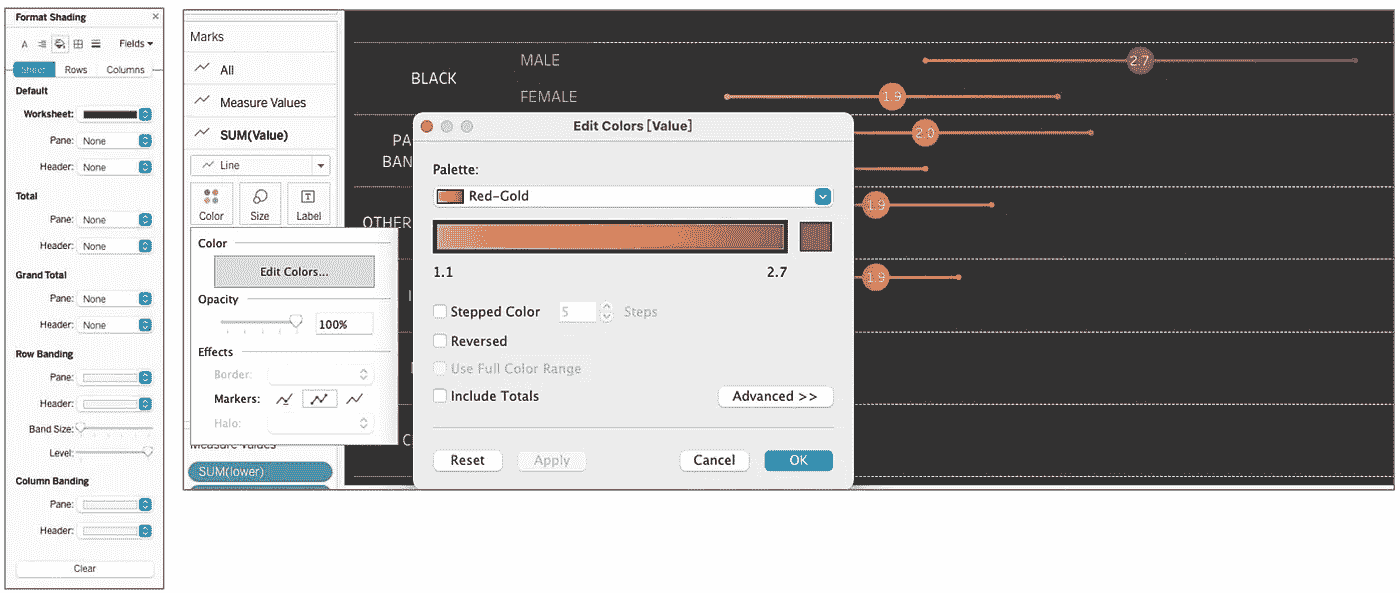 Format Shading
Fields
Sheet Rows Columns
Default
Worksheet:
Pane: None
Header: None
Total
Pane: None
Header: None
Grand Total
Pane: None
Header: None
Row Banding
Pane:
Header:
Band Size:
Level:
Column Banding
Pane:
Header:
Clear
Marks
All
Measure Values
SUM(Value)
Line
Color Size Label
Color
Edit Colors...
Opacity
100%
Effects
Border:
Markers:
Halo:
Measure Values
SUM(lower)
BLACK
MALE
2.7
FEMALE
1.9
PA
BAN
2.0
OTHER
1.9
I
1.9
C
Edit Colors [Value]
Palette:
Red-Gold
1.1 2.7
Stepped Color 5 Steps
Reversed
Use Full Color Range
Include Totals
Advanced >>
Reset Apply Cancel OK